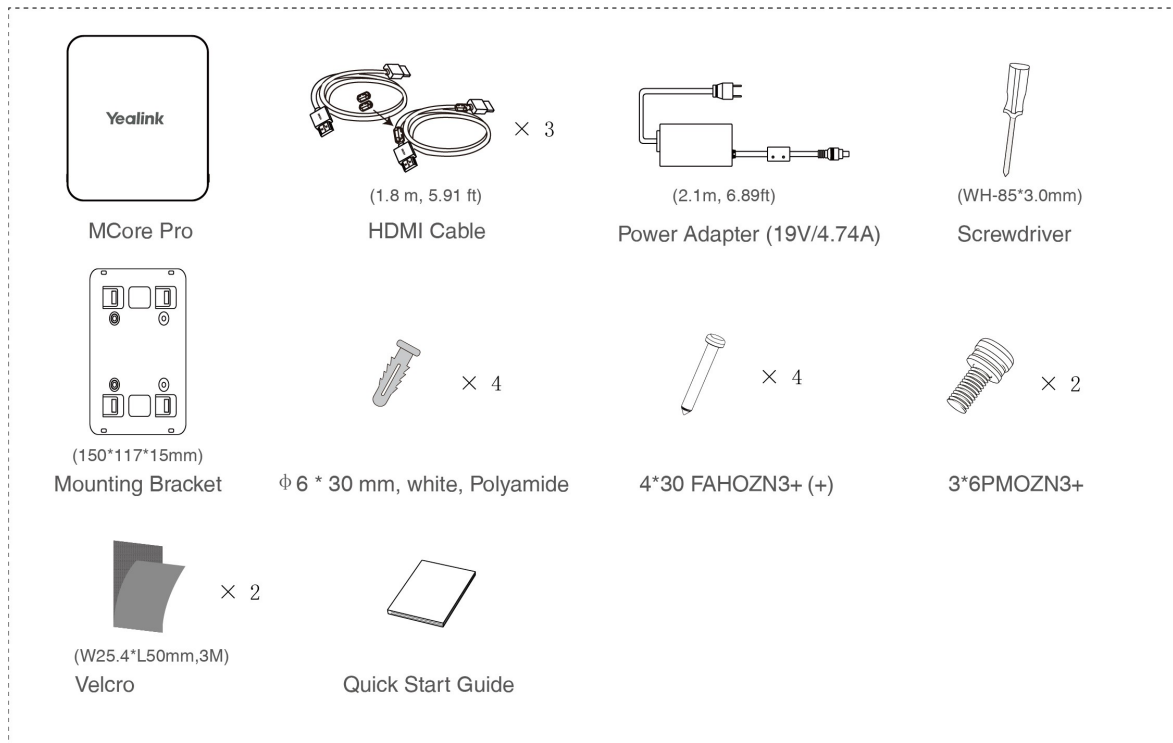 Yealink
MCore Pro
× 3
(1.8 m, 5.91 ft)
HDMI Cable
(2.1m, 6.89ft)
Power Adapter (19V/4.74A)
(WH-85*3.0mm)
Screwdriver
(150*117*15mm)
Mounting Bracket
× 4
ф6 * 30 mm, white, Polyamide
× 4
4*30 FAHOZN3+ (+)
× 2
3*6PMOZN3+
× 2
(W25.4*L50mm,3M)
Velcro
Quick Start Guide